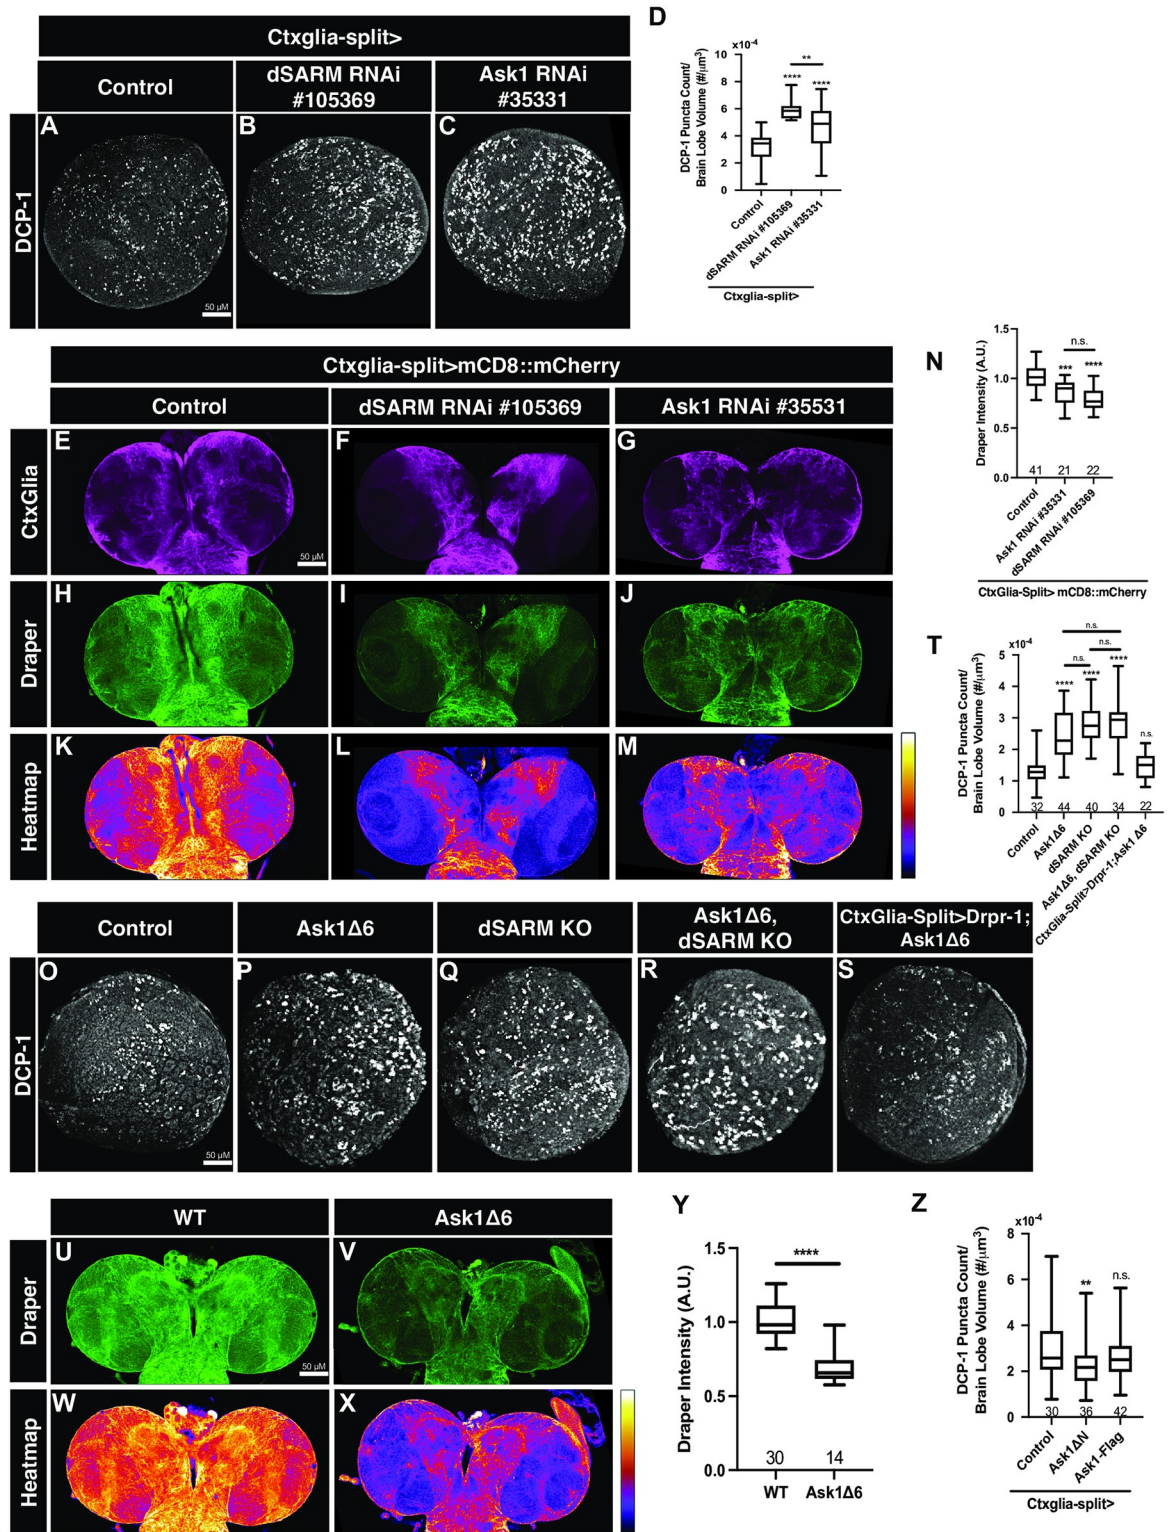 Ctxglia-split>
Control
dSARM RNAi
#105369
Ask1 RNAi
#35331
DCP-1
A
B
C
50 µM
D
x10⁻⁴
DCP-1 Puncta Count/
Brain Lobe Volume (#/µm³)
10
8
6
4
2
0
**
****
****
Control
dSARM RNAi #105369
Ask1 RNAi #35331
Ctxglia-split>
Ctxglia-split>mCD8::mCherry
Control
dSARM RNAi #105369
Ask1 RNAi #35531
CtxGlia
E
F
G
50 µM
Draper
H
I
J
Heatmap
K
L
M
N
Draper Intensity (A.U.)
1.5
1.0
0.5
0.0
n.s.
***
****
41
21
22
Control
Ask1 RNAi #35331
dSARM RNAi #105369
CtxGlia-Split> mCD8::mCherry
T
x10⁻⁴
DCP-1 Puncta Count/
Brain Lobe Volume (#/µm³)
5
4
3
2
1
0
n.s.
n.s.
n.s.
****
****
****
n.s.
32
44
40
34
22
Control
Ask1Δ6
dSARM KO
Ask1Δ6, dSARM KO
CtxGlia-Split>Drpr-1;Ask1 Δ6
Control
Ask1Δ6
dSARM KO
Ask1Δ6,
dSARM KO
CtxGlia-Split>Drpr-1;
Ask1Δ6
DCP-1
O
P
Q
R
S
50 µM
WT
Ask1Δ6
Draper
U
V
50 µM
Heatmap
W
X
Y
Draper Intensity (A.U.)
1.5
1.0
0.5
0.0
****
30
14
WT
Ask1Δ6
Z
x10⁻⁴
DCP-1 Puncta Count/
Brain Lobe Volume (#/µm³)
8
6
4
2
0
**
n.s.
30
36
42
Control
Ask1ΔN
Ask1-Flag
Ctxglia-split>